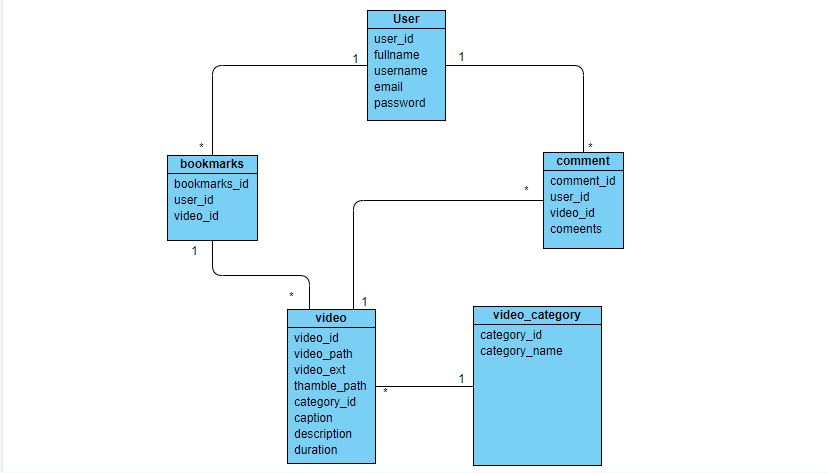 User
user_id
fullname
username
email
password
1
1
*
*
bookmarks
bookmarks_id
user_id
video_id
comment
comment_id
user_id
video_id
comeents
*
1
*
1
video
video_id
video_path
video_ext
thamble_path
category_id
caption
description
duration
video_category
category_id
category_name
1
*